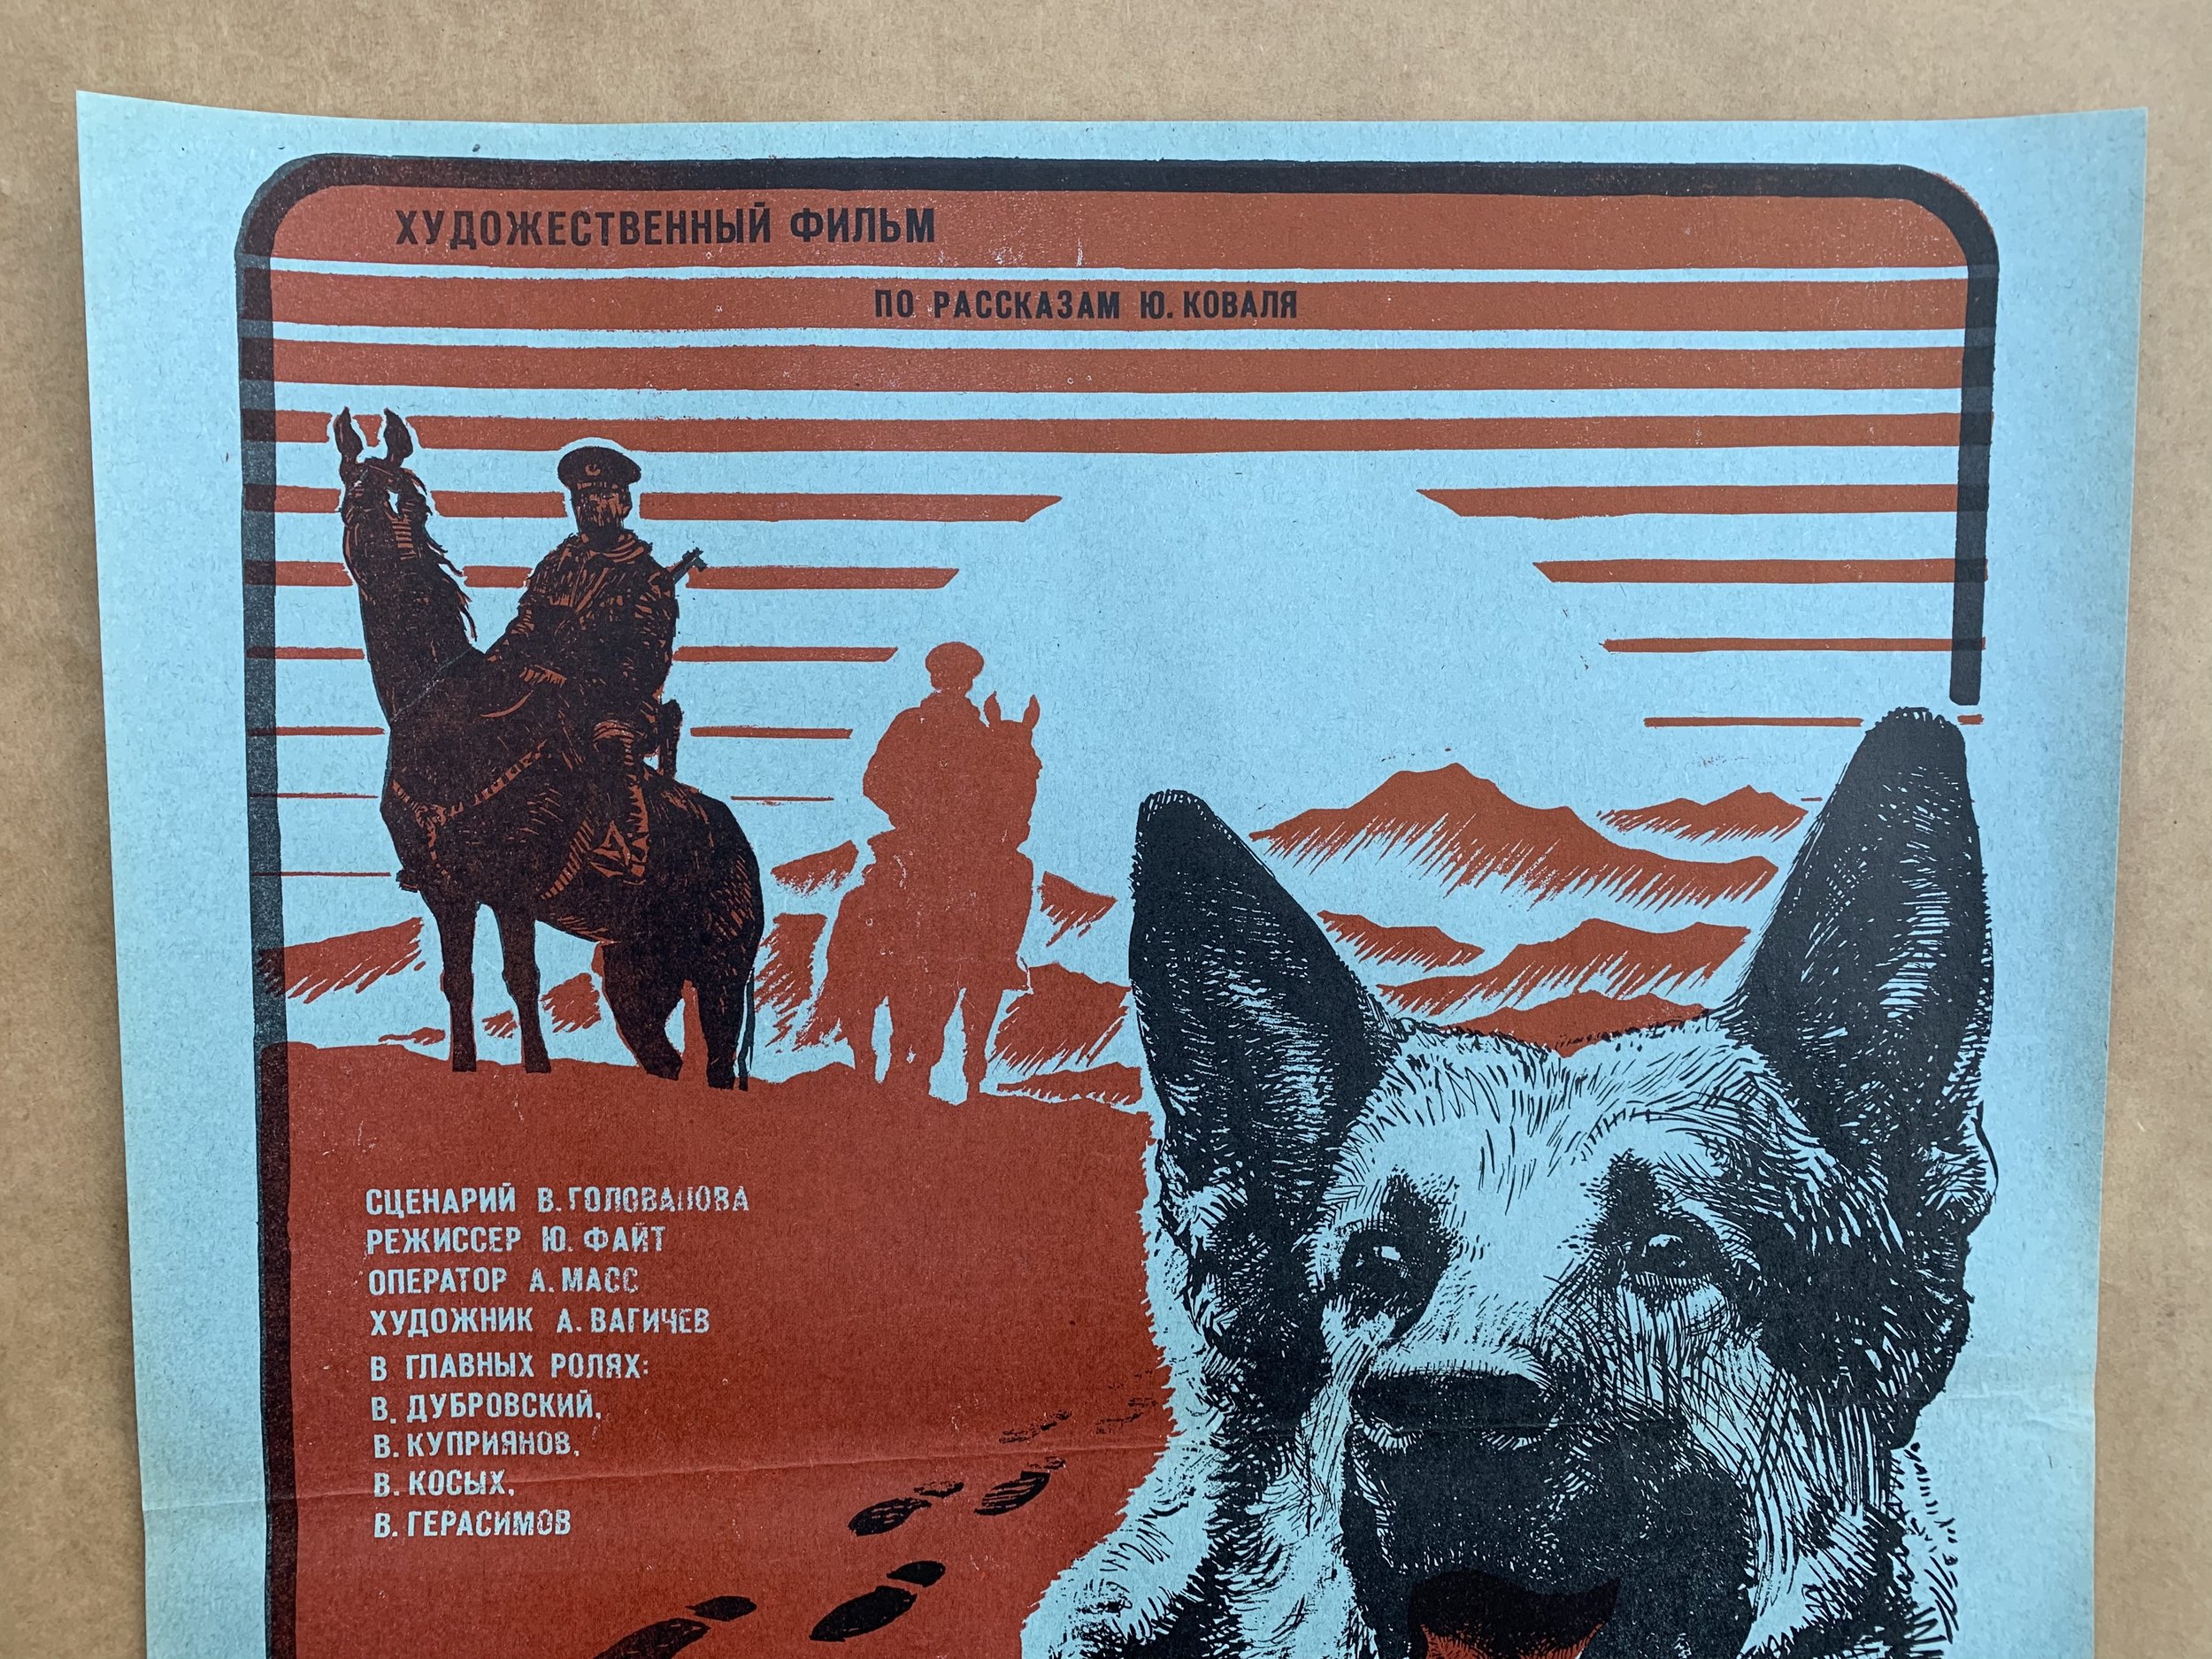 ХУДОЖЕСТВЕННЫЙ ФИЛЬМ
ПО РАССКАЗАМ Ю. КОВАЛЯ
СЦЕНАРИЙ В. ГОЛОВАНОВА
РЕЖИССЕР Ю. ФАЙТ
ОПЕРАТОР А. МАСС
ХУДОЖНИК А. ВАГИЧЕВ
В ГЛАВНЫХ РОЛЯХ:
В. ДУБРОВСКИЙ,
В. КУПРИЯНОВ,
В. КОСЫХ,
В. ГЕРАСИМОВ